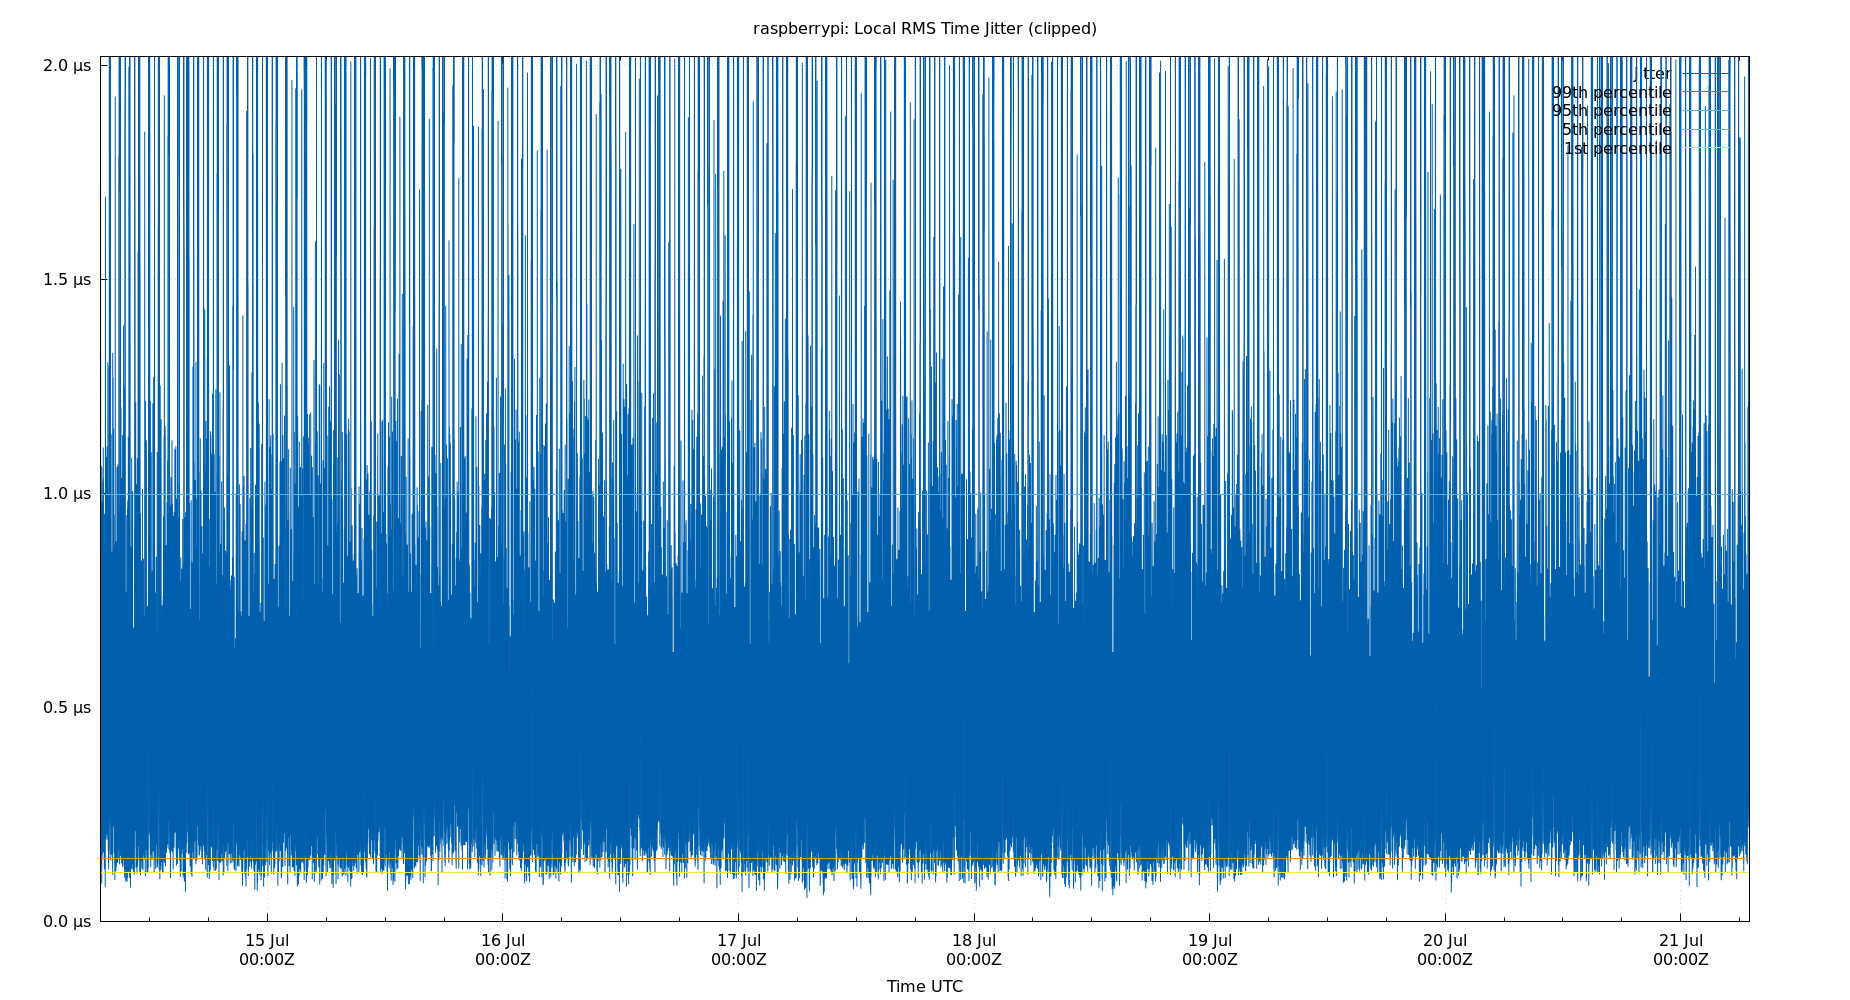 raspberrypi: Local RMS Time Jitter (clipped)
2.0 μs
Jitter
99th percentile
95th percentile
5th percentile
1st percentile
1.5 μs
1.0 μs
0.5 μs
0.0 μs
15 Jul 16 Jul 17 Jul 18 Jul 19 Jul 20 Jul 21 Jul
00:00Z 00:00Z 00:00Z 00:00Z 00:00Z 00:00Z 00:00Z
Time UTC